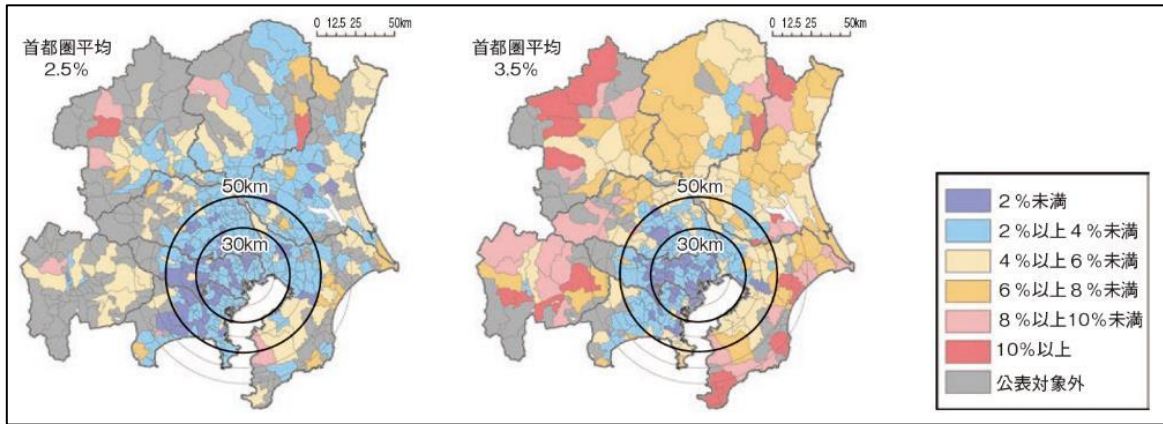 首都圏平均
2.5%
0 12.5 25 50km
50km
30km
首都圏平均
3.5%
0 12.5 25 50km
50km
30km
２％未満
２％以上４％未満
４％以上６％未満
６％以上８％未満
８％以上10％未満
10％以上
公表対象外